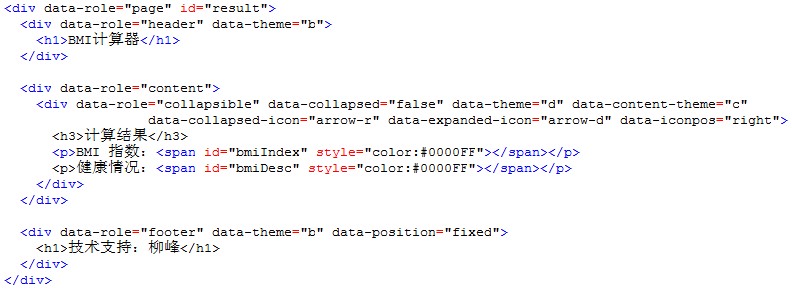 <div data-role="page" id="result">
  <div data-role="header" data-theme="b">
    <h1>BMI计算器</h1>
  </div>

  <div data-role="content">
    <div data-role="collapsible" data-collapsed="false" data-theme="d" data-content-theme="c"
                  data-collapsed-icon="arrow-r" data-expanded-icon="arrow-d" data-iconpos="right">
      <h3>计算结果</h3>
      <p>BMI 指数：<span id="bmiIndex" style="color:#0000FF"></span></p>
      <p>健康情况：<span id="bmiDesc" style="color:#0000FF"></span></p>
    </div>
  </div>

  <div data-role="footer" data-theme="b" data-position="fixed">
    <h1>技术支持：柳峰</h1>
  </div>
</div>